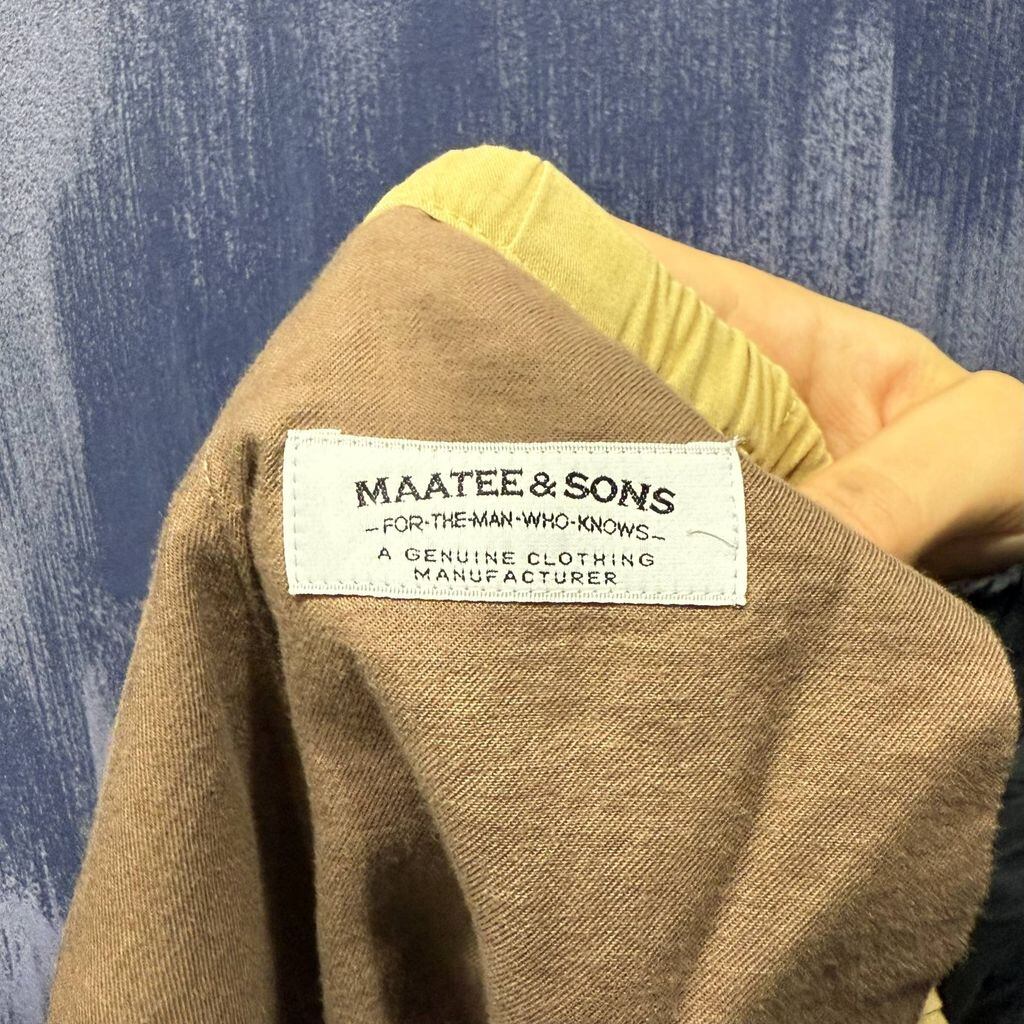 MAATEE & SONS
-FOR-THE-MAN-WHO-KNOWS-
A GENUINE CLOTHING
MANUFACTURER